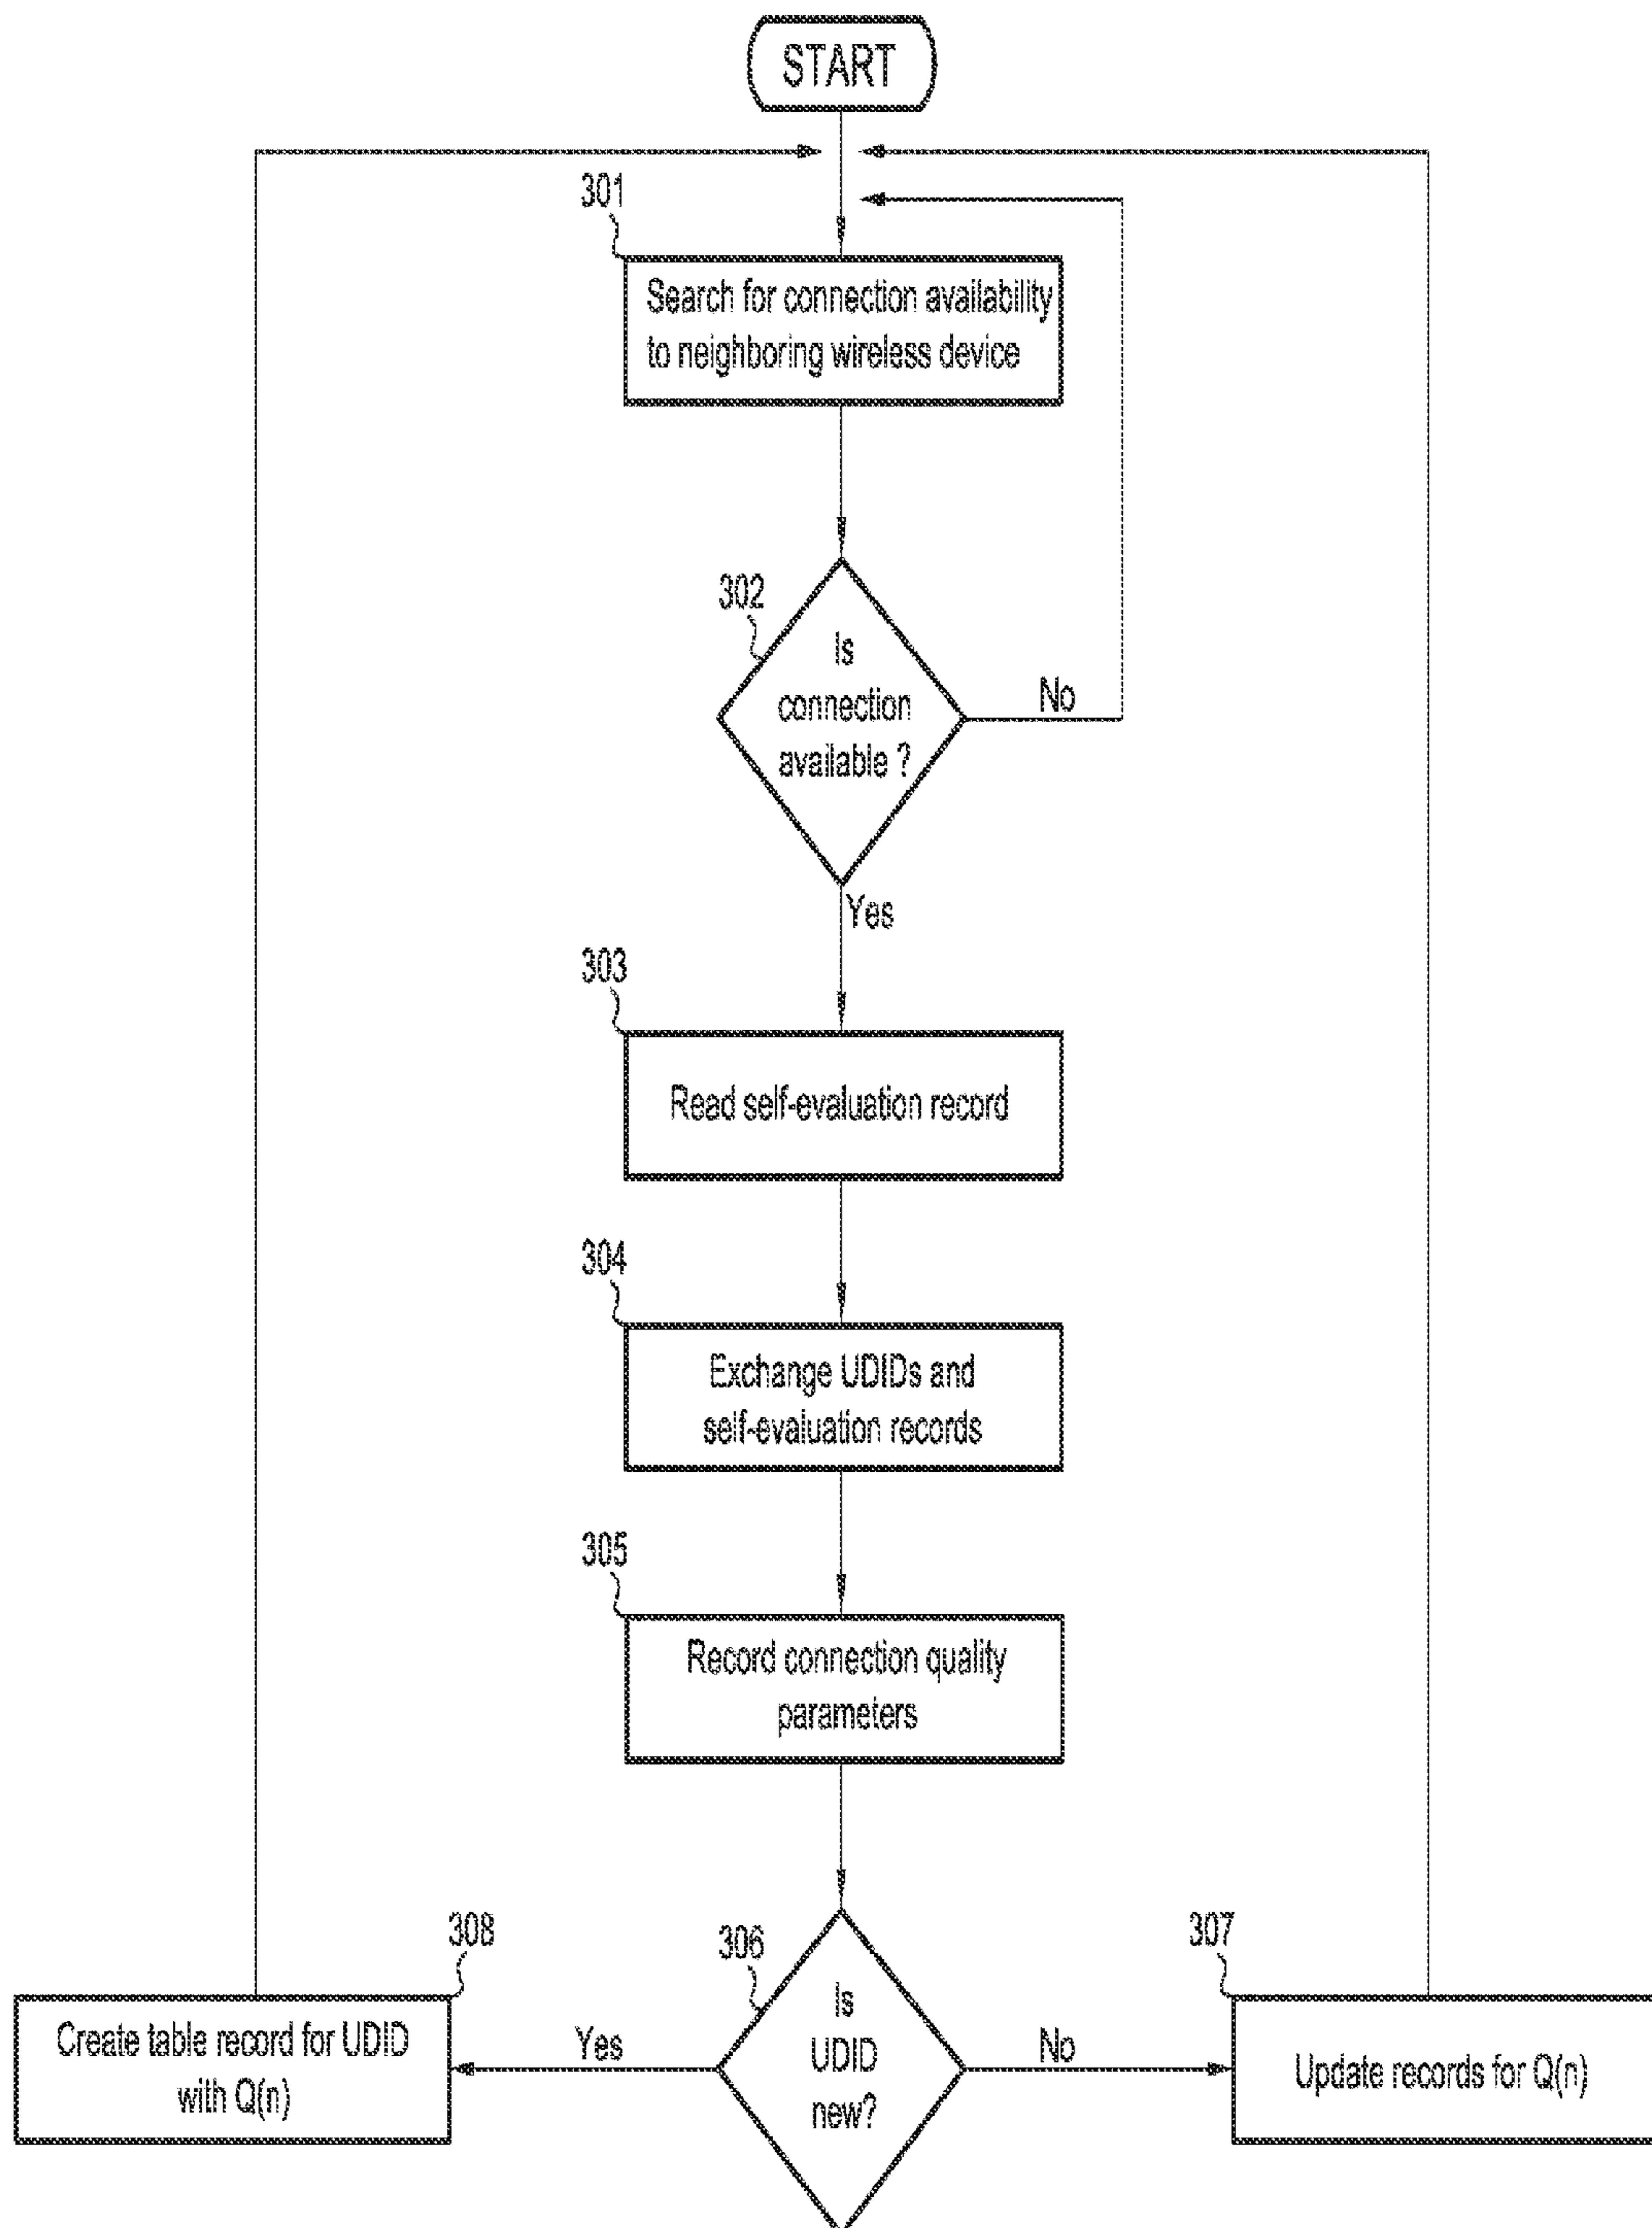 START
301
Search for connection availability
to neighboring wireless device
302
Is
connection
available ?
No
Yes
303
Read self-evaluation record
304
Exchange UDIDs and
self-evaluation records
305
Record connection quality
parameters
308
306
307
Create table record for UDID
with Q(n)
Yes
Is
UDID
new?
No
Update records for Q(n)